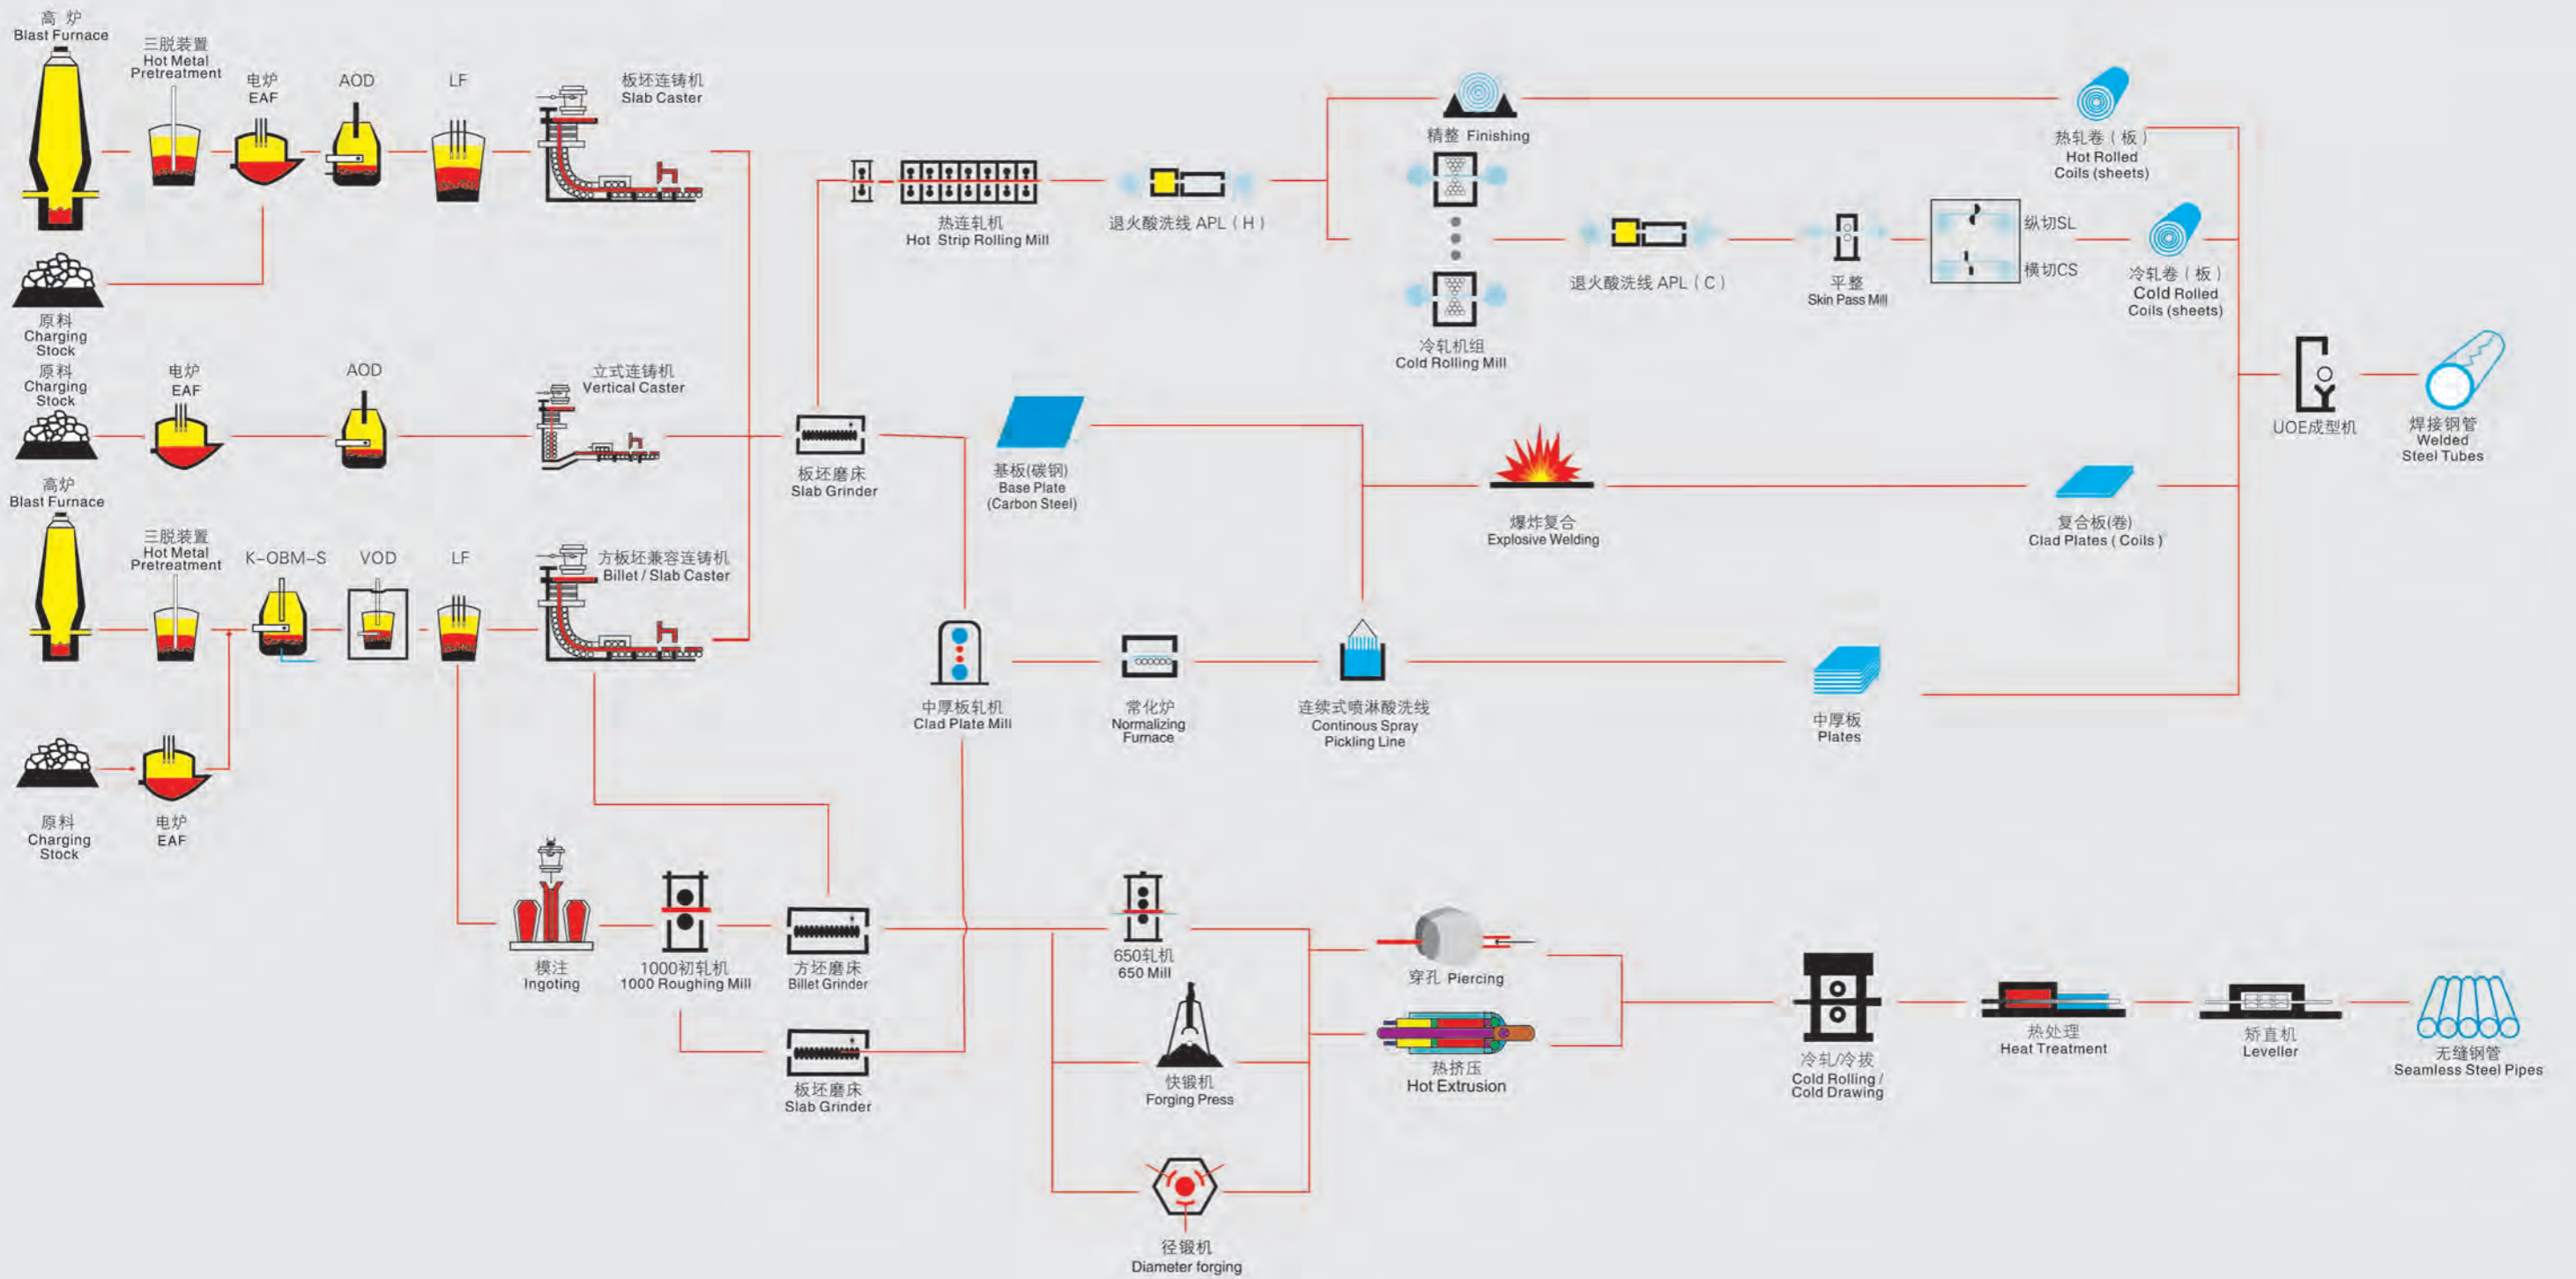 高 炉
Blast Furnace
三脱装置
Hot Metal
Pretreatment
电炉
EAF
AOD
LF
板坯连铸机
Slab Caster
原料
Charging
Stock
精整 Finishing
热连轧机
Hot Strip Rolling Mill
退火酸洗线 APL ( H )
热轧卷 ( 板 )
Hot Rolled
Coils (sheets)
冷轧机组
Cold Rolling Mill
退火酸洗线 APL ( C )
平整
Skin Pass Mill
纵切SL
横切CS
冷轧卷 ( 板 )
Cold Rolled
Coils (sheets)
原料
Charging
Stock
电炉
EAF
AOD
立式连铸机
Vertical Caster
板坯磨床
Slab Grinder
基板(碳钢)
Base Plate
(Carbon Steel)
爆炸复合
Explosive Welding
复合板(卷)
Clad Plates ( Coils )
UOE成型机
焊接钢管
Welded
Steel Tubes
高炉
Blast Furnace
三脱装置
Hot Metal
Pretreatment
K-OBM-S
VOD
LF
方板坯兼容连铸机
Billet / Slab Caster
原料
Charging
Stock
电炉
EAF
中厚板轧机
Clad Plate Mill
常化炉
Normalizing
Furnace
连续式喷淋酸洗线
Continous Spray
Pickling Line
中厚板
Plates
模注
Ingoting
1000初轧机
1000 Roughing Mill
方坯磨床
Billet Grinder
板坯磨床
Slab Grinder
650轧机
650 Mill
快锻机
Forging Press
径锻机
Diameter forging
穿孔 Piercing
热挤压
Hot Extrusion
冷轧/冷拔
Cold Rolling /
Cold Drawing
热处理
Heat Treatment
矫直机
Leveller
无缝钢管
Seamless Steel Pipes